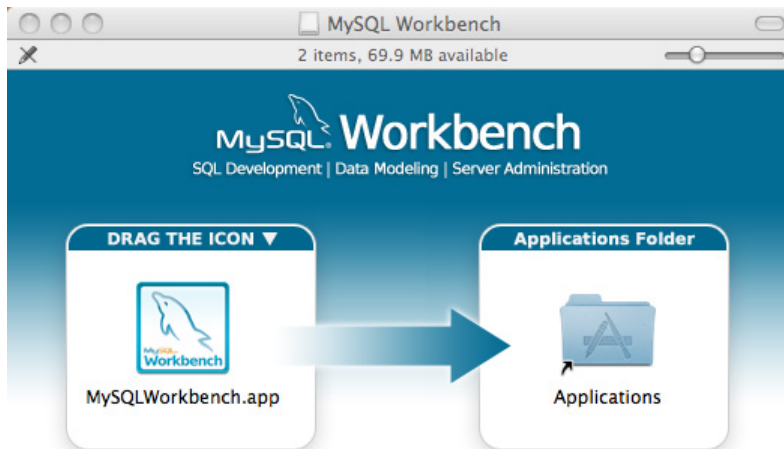 MySQL Workbench
2 items, 69.9 MB available
MySQL® Workbench
SQL Development | Data Modeling | Server Administration
DRAG THE ICON ▼
Applications Folder
MySQL
Workbench
MySQLWorkbench.app
Applications